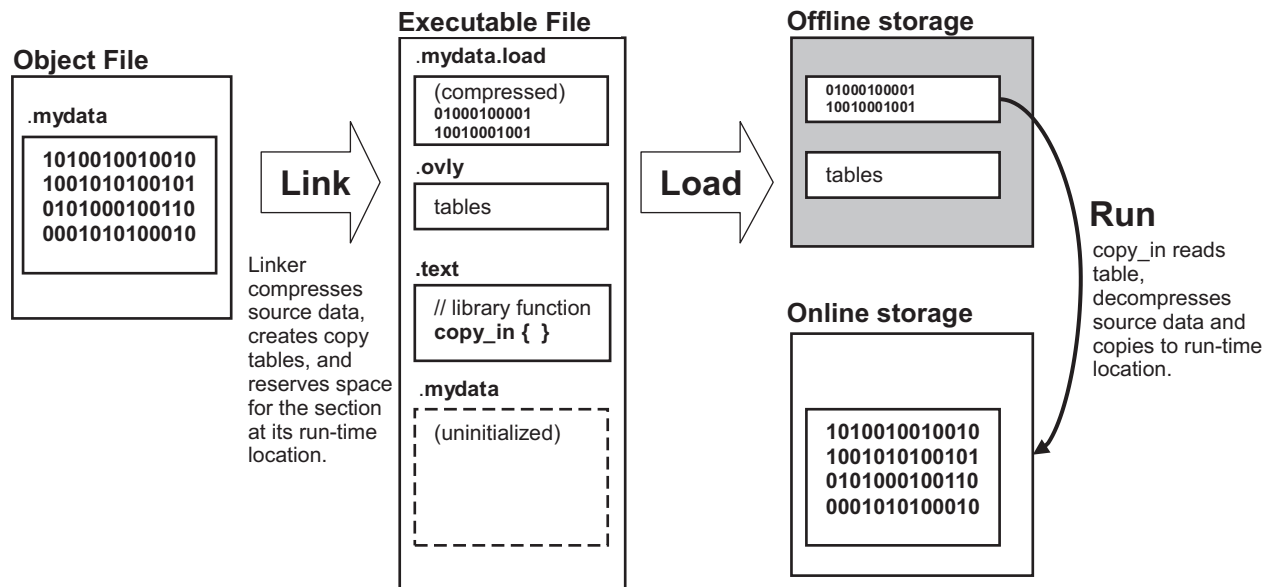 Object File
.mydata
1010010010010
1001010100101
0101000100110
0001010100010
Link
Linker
compresses
source data,
creates copy
tables, and
reserves space
for the section
at its run-time
location.
Executable File
.mydata.load
(compressed)
01000100001
10010001001
.ovly
tables
.text
// library function
copy_in { }
.mydata
(uninitialized)
Load
Offline storage
01000100001
10010001001
tables
Run
copy_in reads
table,
decompresses
source data and
copies to run-time
location.
Online storage
1010010010010
1001010100101
0101000100110
0001010100010